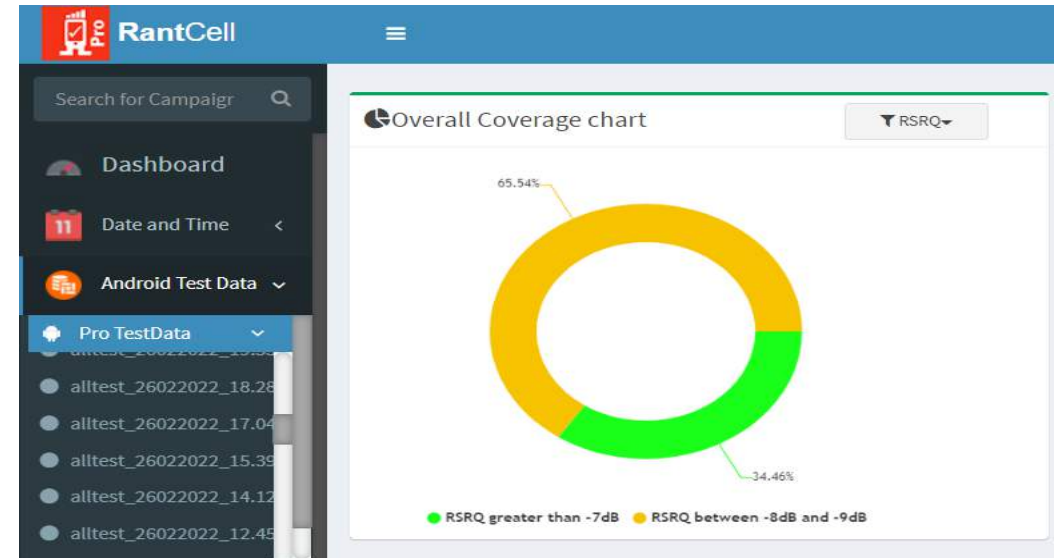 Pro RantCell
Search for Campaigr
Overall Coverage chart
RSRQ
Dashboard
65.54%
11 Date and Time
Android Test Data
Pro TestData
alltest_26022022_18.28
alltest_26022022_17.04
alltest_26022022_15.39
alltest_26022022_14.12
34.46%
RSRQ greater than -7dB RSRQ between -8dB and -9dB
alltest_26022022_12.45